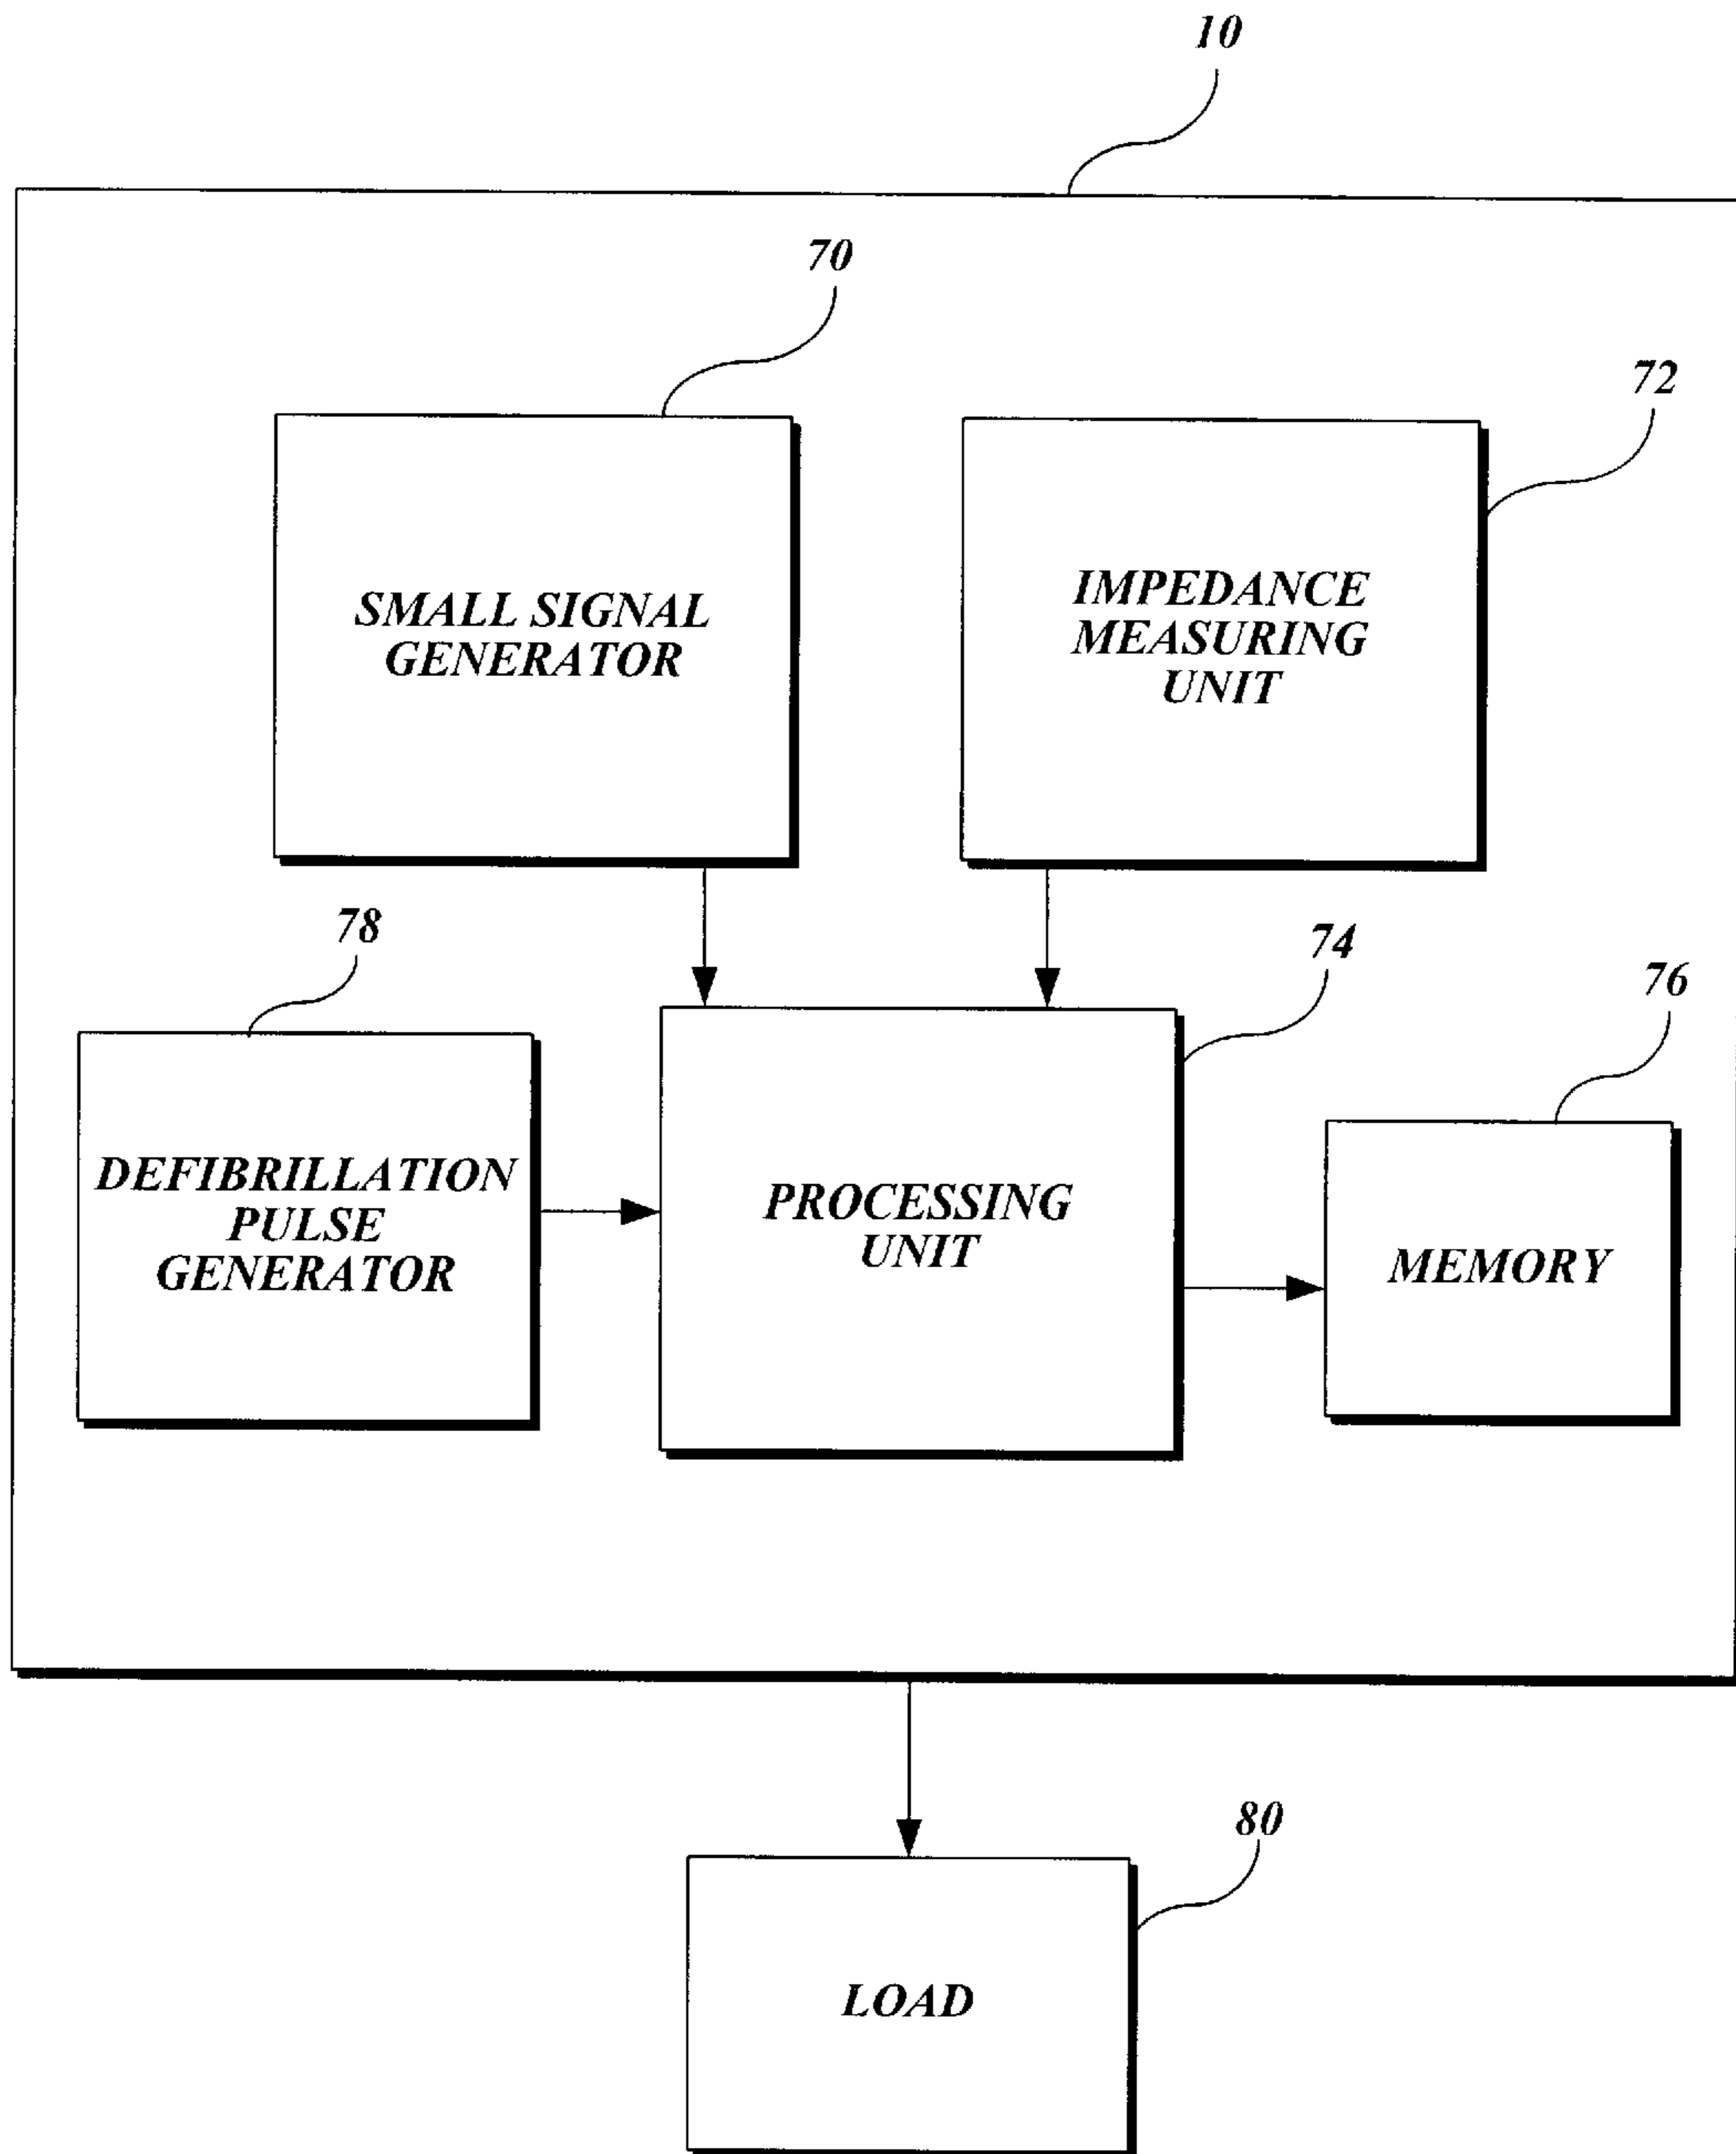 10
70
72
SMALL SIGNAL
GENERATOR
IMPEDANCE
MEASURING
UNIT
78
74
76
DEFIBRILLATION
PULSE
GENERATOR
PROCESSING
UNIT
MEMORY
80
LOAD